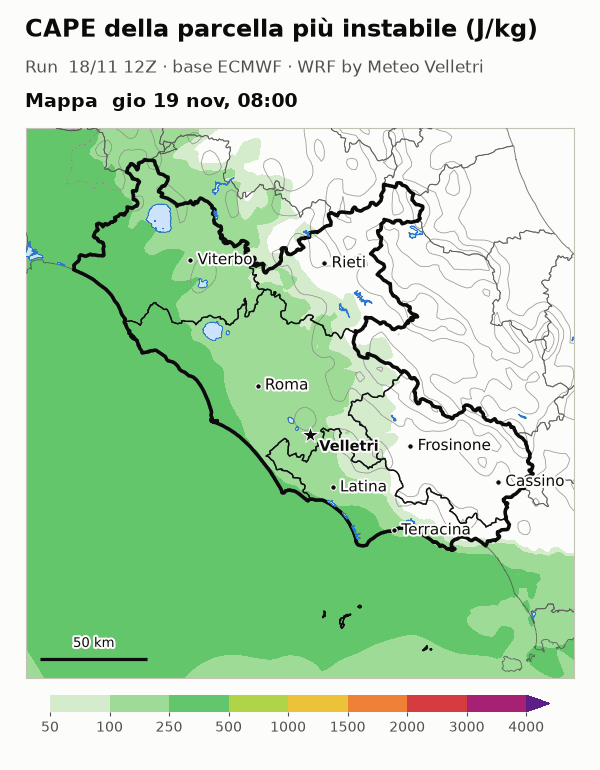 CAPE della parcella più instabile (J/kg)
Run  18/11 12Z · base ECMWF · WRF by Meteo Velletri
Mappa  gio 19 nov, 08:00
Viterbo
Rieti
Roma
Velletri
Frosinone
Latina
Cassino
Terracina
50 km
50 100 250 500 1000 1500 2000 3000 4000